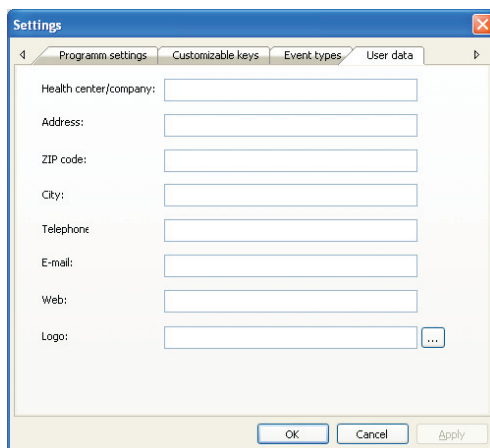 Settings
Programm settings Customizable keys Event types User data
Health center/company:
Address:
ZIP code:
City:
Telephone
E-mail:
Web:
Logo:
...
OK Cancel Apply